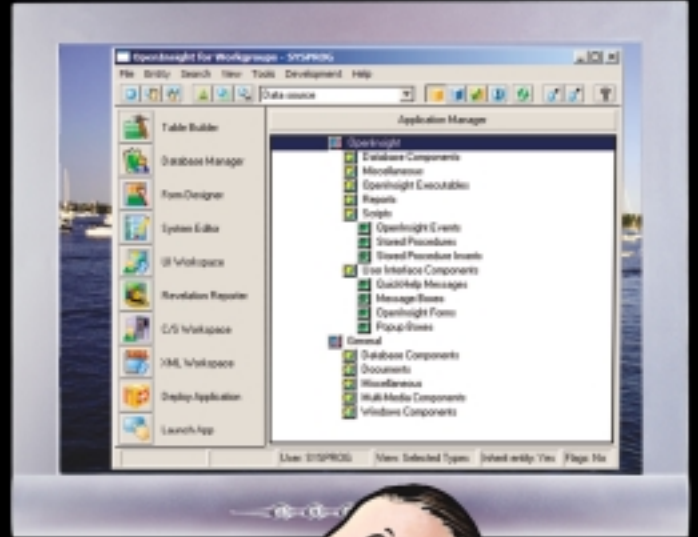 OpenInsight for Workgroups - SYSPROG
File Entity Search View Tools Development Help
Data source
Table Builder
Database Manager
Form Designer
System Editor
UI Workspace
Revelation Reporter
C/S Workspace
XML Workspace
Deploy Application
Launch App
Application Manager
OpenInsight
Database Components
Miscellaneous
OpenInsight Executables
Reports
Scripts
OpenInsight Events
Stored Procedures
Stored Procedure Inserts
User Interface Components
QuickHelp Messages
Message Boxes
OpenInsight Forms
Popup Boxes
General
Database Components
Documents
Miscellaneous
Multi-Media Components
Windows Components
User: SYSPROG View: Selected Types Inherit entity: Yes Flags: No